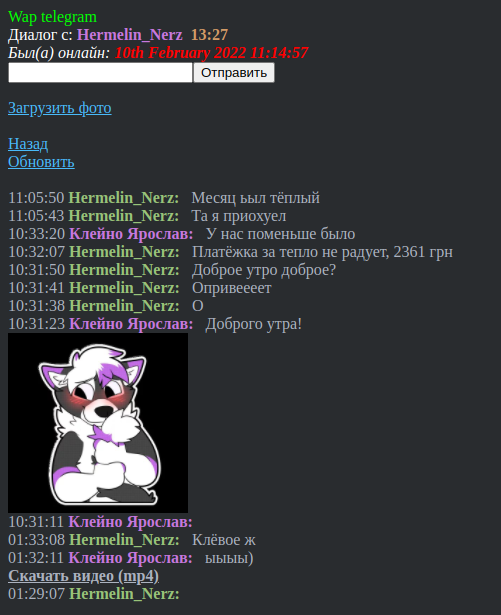 Wap telegram
Диалог с: Hermelin_Nerz 13:27
Был(а) онлайн: 10th February 2022 11:14:57
Отправить
Загрузить фото
Назад
Обновить
11:05:50 Hermelin_Nerz: Месяц ьыл тёплый
11:05:43 Hermelin_Nerz: Та я приохуел
10:33:20 Клейно Ярослав: У нас поменьше было
10:32:07 Hermelin_Nerz: Платёжка за тепло не радует, 2361 грн
10:31:50 Hermelin_Nerz: Доброе утро доброе?
10:31:41 Hermelin_Nerz: Опривеееет
10:31:38 Hermelin_Nerz: О
10:31:23 Клейно Ярослав: Доброго утра!
10:31:11 Клейно Ярослав:
01:33:08 Hermelin_Nerz: Клёвое ж
01:32:11 Клейно Ярослав: ыыыы)
Скачать видео (mp4)
01:29:07 Hermelin_Nerz: